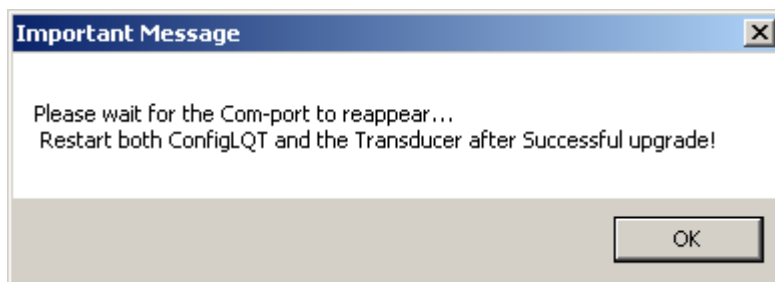 Important Message
Please wait for the Com-port to reappear...
Restart both ConfigLQT and the Transducer after Successful upgrade!
OK